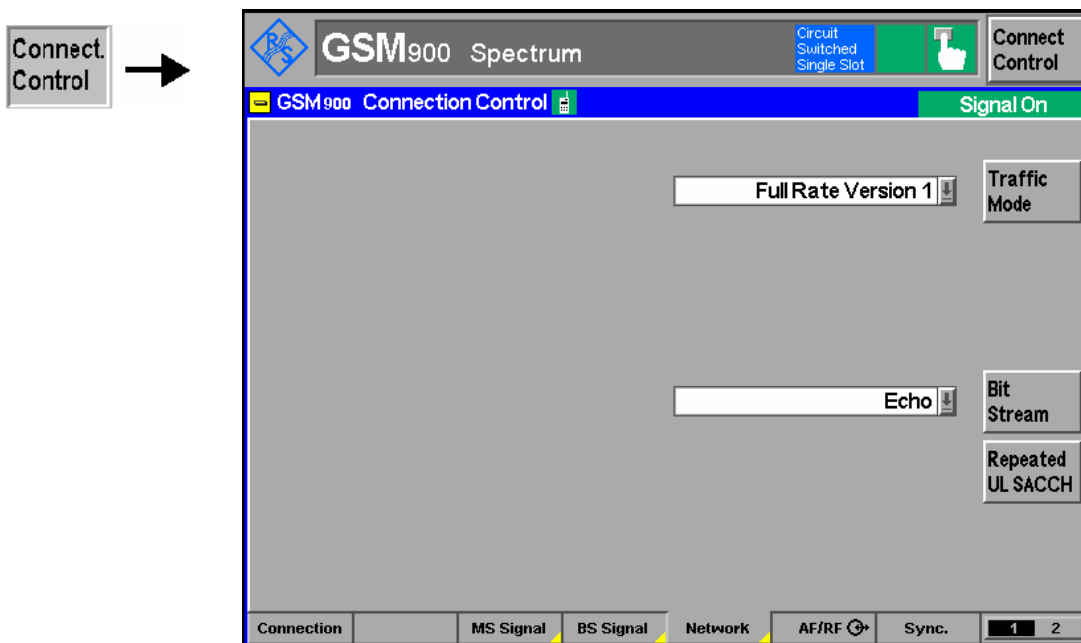 Connect.
Control
R S
GSM900 Spectrum
Circuit
Switched
Single Slot
Connect
Control
GSM900 Connection Control
Signal On
Full Rate Version 1
Traffic
Mode
Echo
Bit
Stream
Repeated
UL SACCH
Connection
MS Signal
BS Signal
Network
AF/RF
Sync.
1 2